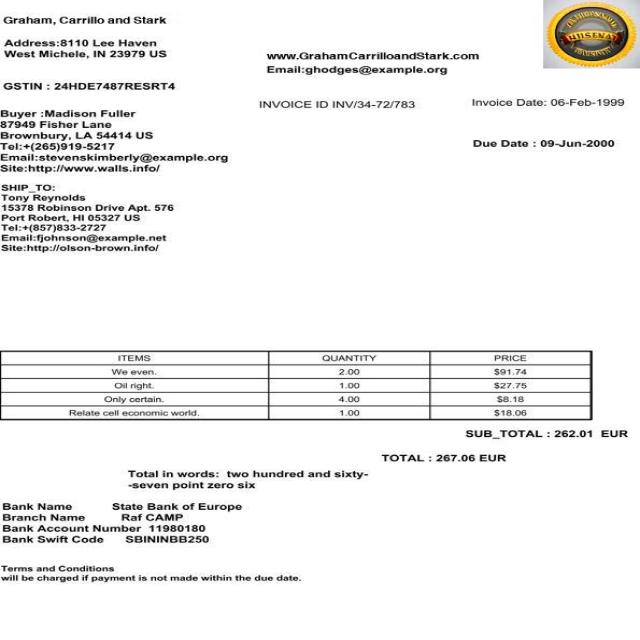 Graham, Carrillo and Stark
Address:8110 Lee Haven
West Michele, IN 23979 US
www.GrahamCarrilloandStark.com
Email:ghodges@example.org
GSTIN : 24HDE7487RESRT4
INVOICE ID INV/34-72/783
Invoice Date: 06-Feb-1999
Due Date : 09-Jun-2000
Buyer :Madison Fuller
87949 Fisher Lane
Brownbury, LA 54414 US
Tel:+(265)919-5217
Email:stevenskimberly@example.org
Site:http://www.walls.info/
SHIP_TO:
Tony Reynolds
15378 Robinson Drive Apt. 576
Port Robert, HI 05327 US
Tel:+(857)833-2727
Email:fjohnson@example.net
Site:http://olson-brown.info/
ITEMS QUANTITY PRICE
We even. 2.00 $91.74
Oil right. 1.00 $27.75
Only certain. 4.00 $8.18
Relate cell economic world. 1.00 $18.06
SUB_TOTAL : 262.01 EUR
TOTAL : 267.06 EUR
Total in words: two hundred and sixty-
-seven point zero six
Bank Name State Bank of Europe
Branch Name Raf CAMP
Bank Account Number 11980180
Bank Swift Code SBININBB250
Terms and Conditions
will be charged if payment is not made within the due date.